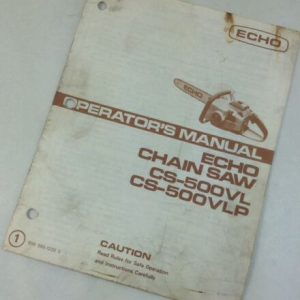 ECHO
OPERATOR'S MANUAL
ECHO
CHAIN SAW
CS-500VL
CS-500VLP
CAUTION
Read Rules for Safe Operation
and Instructions Carefully
1